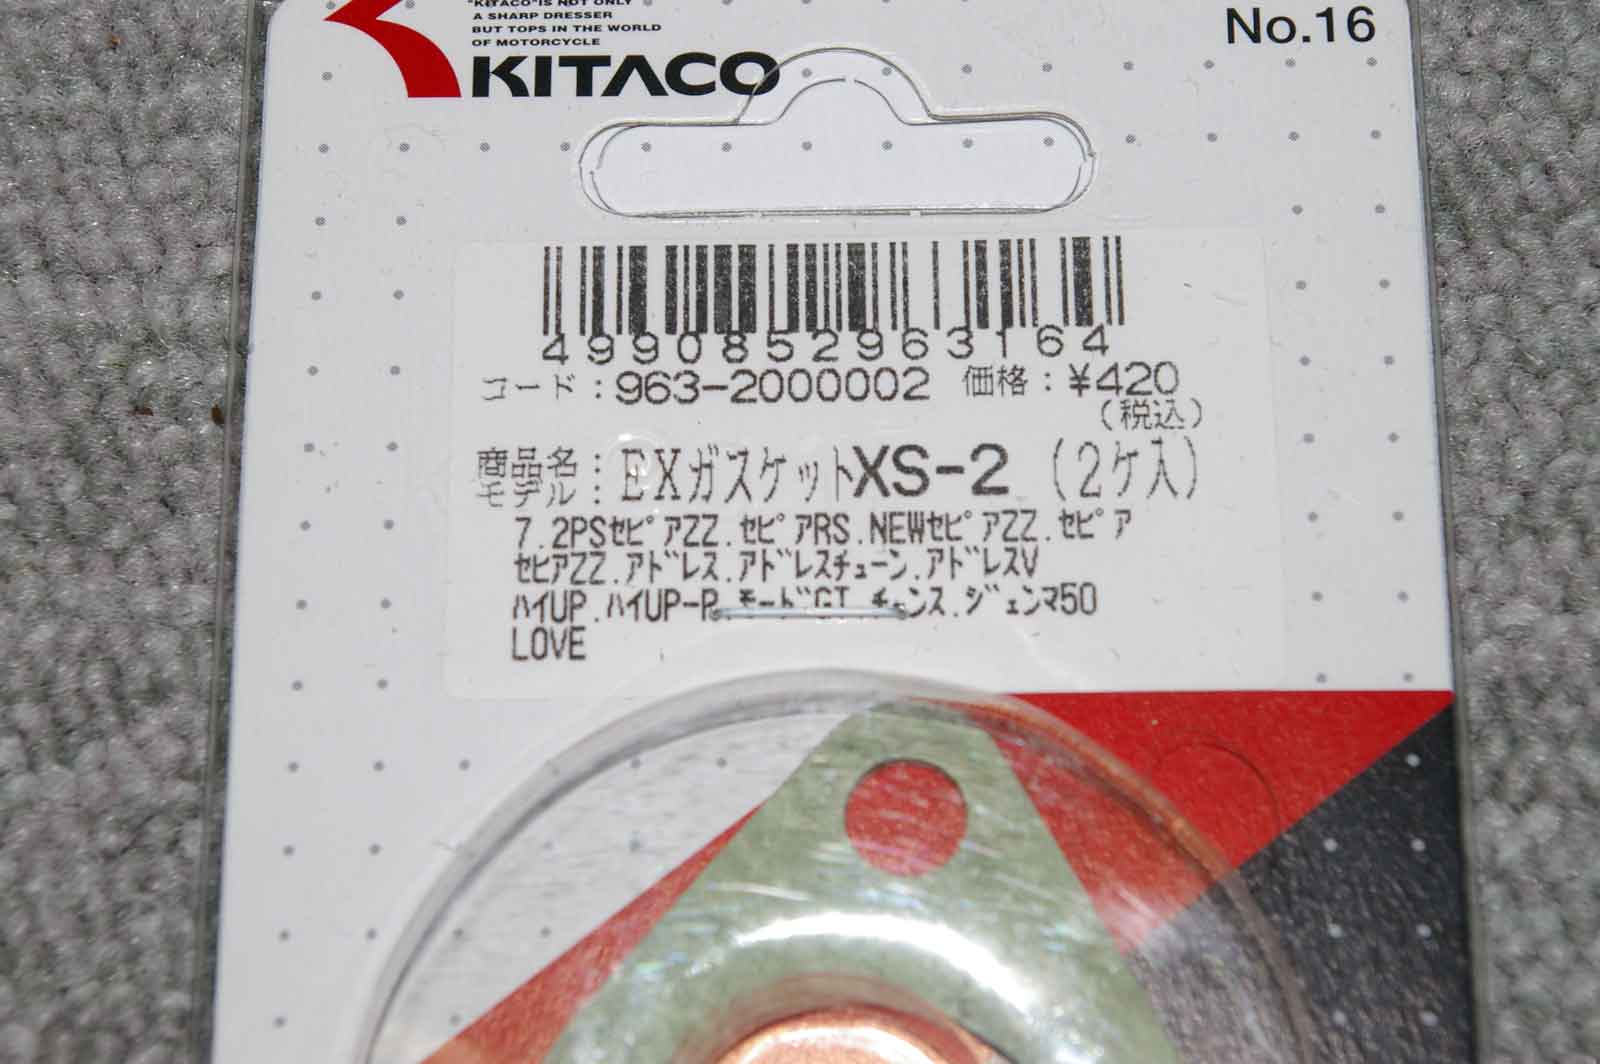 "KITACO" IS NOT ONLY
A SHARP DRESSER
BUT TOPS IN THE WORLD
OF MOTORCYCLE
KITACO
No.16
4990852963164
コード:963-2000002 価格:¥420
(税込)
商品名:EXガスケットXS-2 (2ケ入)
モデル:
7.2PSセピアZZ.セピアRS.NEWセピアZZ.セピア
セピアZZ.アドレス.アドレスチューン.アドレスV
ハイUP.ハイUP-R.モードGT.チャンス.ジェンマ50
LOVE